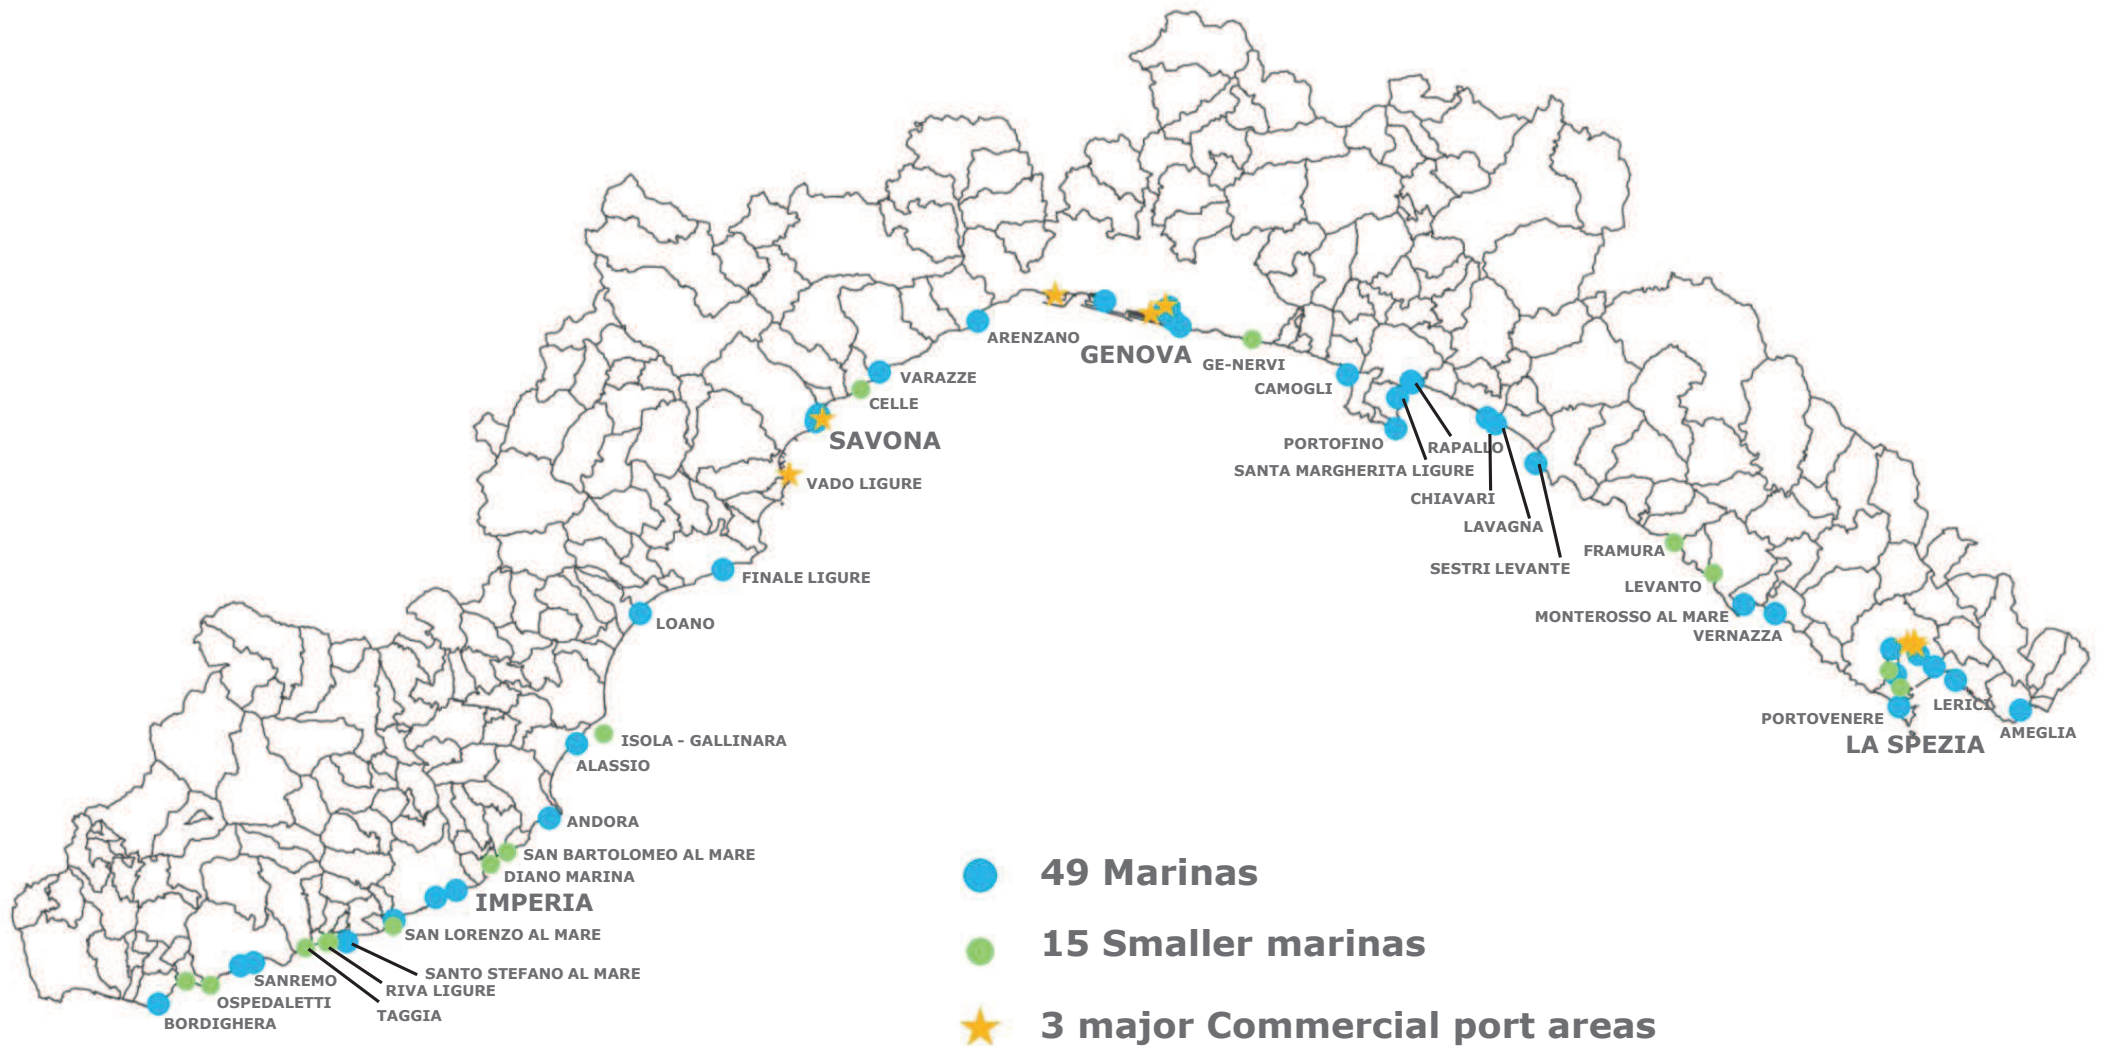 ARENZANO
GENOVA
GE-NERVI
VARAZZE
CAMOGLI
CELLE
SAVONA
PORTOFINO
RAPALLO
SANTA MARGHERITA LIGURE
VADO LIGURE
CHIAVARI
LAVAGNA
FRAMURA
SESTRI LEVANTE
FINALE LIGURE
LEVANTO
MONTEROSSO AL MARE
LOANO
VERNAZZA
LERICI
PORTOVENERE
AMEGLIA
ISOLA - GALLINARA
LA SPEZIA
ALASSIO
ANDORA
SAN BARTOLOMEO AL MARE
DIANO MARINA
49 Marinas
IMPERIA
SAN LORENZO AL MARE
15 Smaller marinas
SANTO STEFANO AL MARE
SANREMO
RIVA LIGURE
OSPEDALETTI
TAGGIA
BORDIGHERA
3 major Commercial port areas